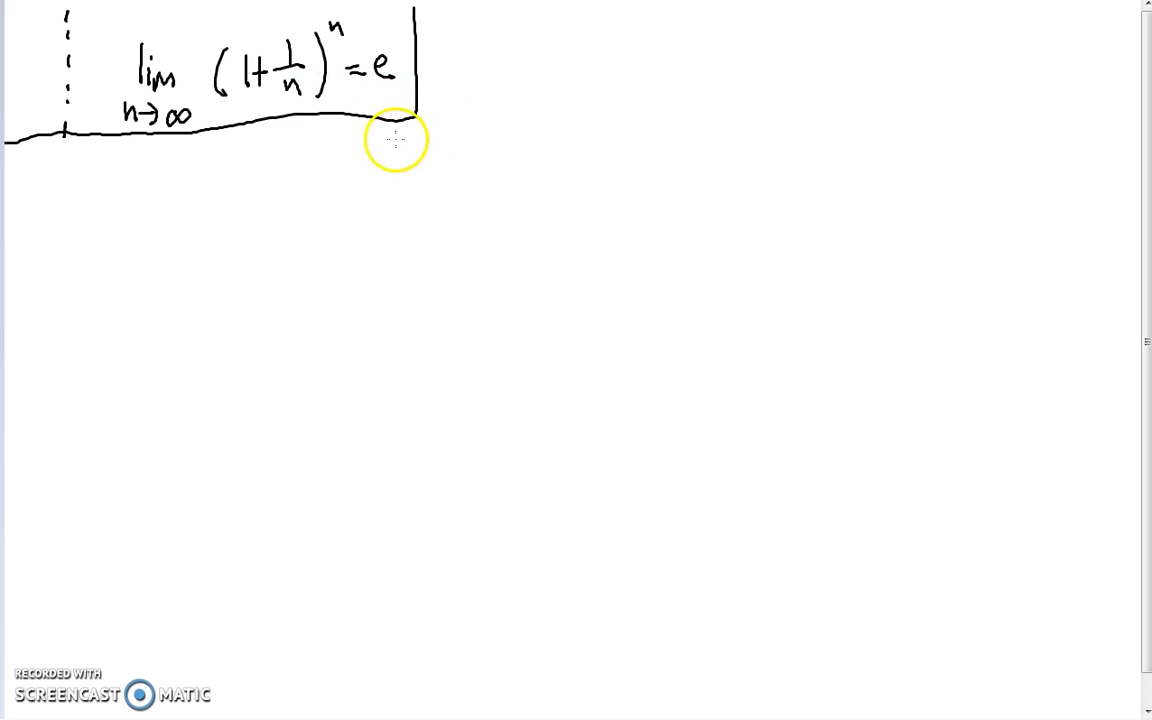 lim (1+1/n)^n = e
n→∞
RECORDED WITH
SCREENCAST MATIC